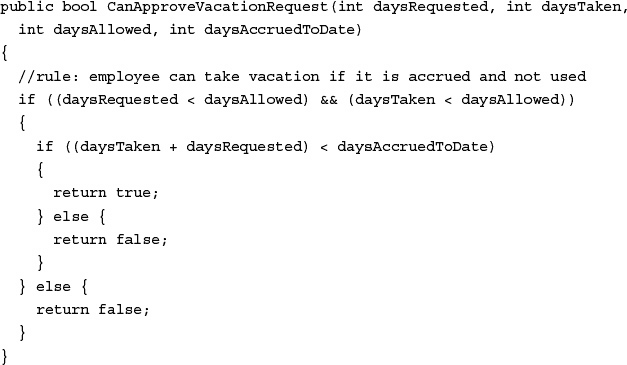 public bool CanApproveVacationRequest(int daysRequested, int daysTaken,
  int daysAllowed, int daysAccruedToDate)
{
  //rule: employee can take vacation if it is accrued and not used
  if ((daysRequested < daysAllowed) && (daysTaken < daysAllowed))
  {
    if ((daysTaken + daysRequested) < daysAccruedToDate)
    {
      return true;
    } else {
      return false;
    }
  } else {
    return false;
  }
}